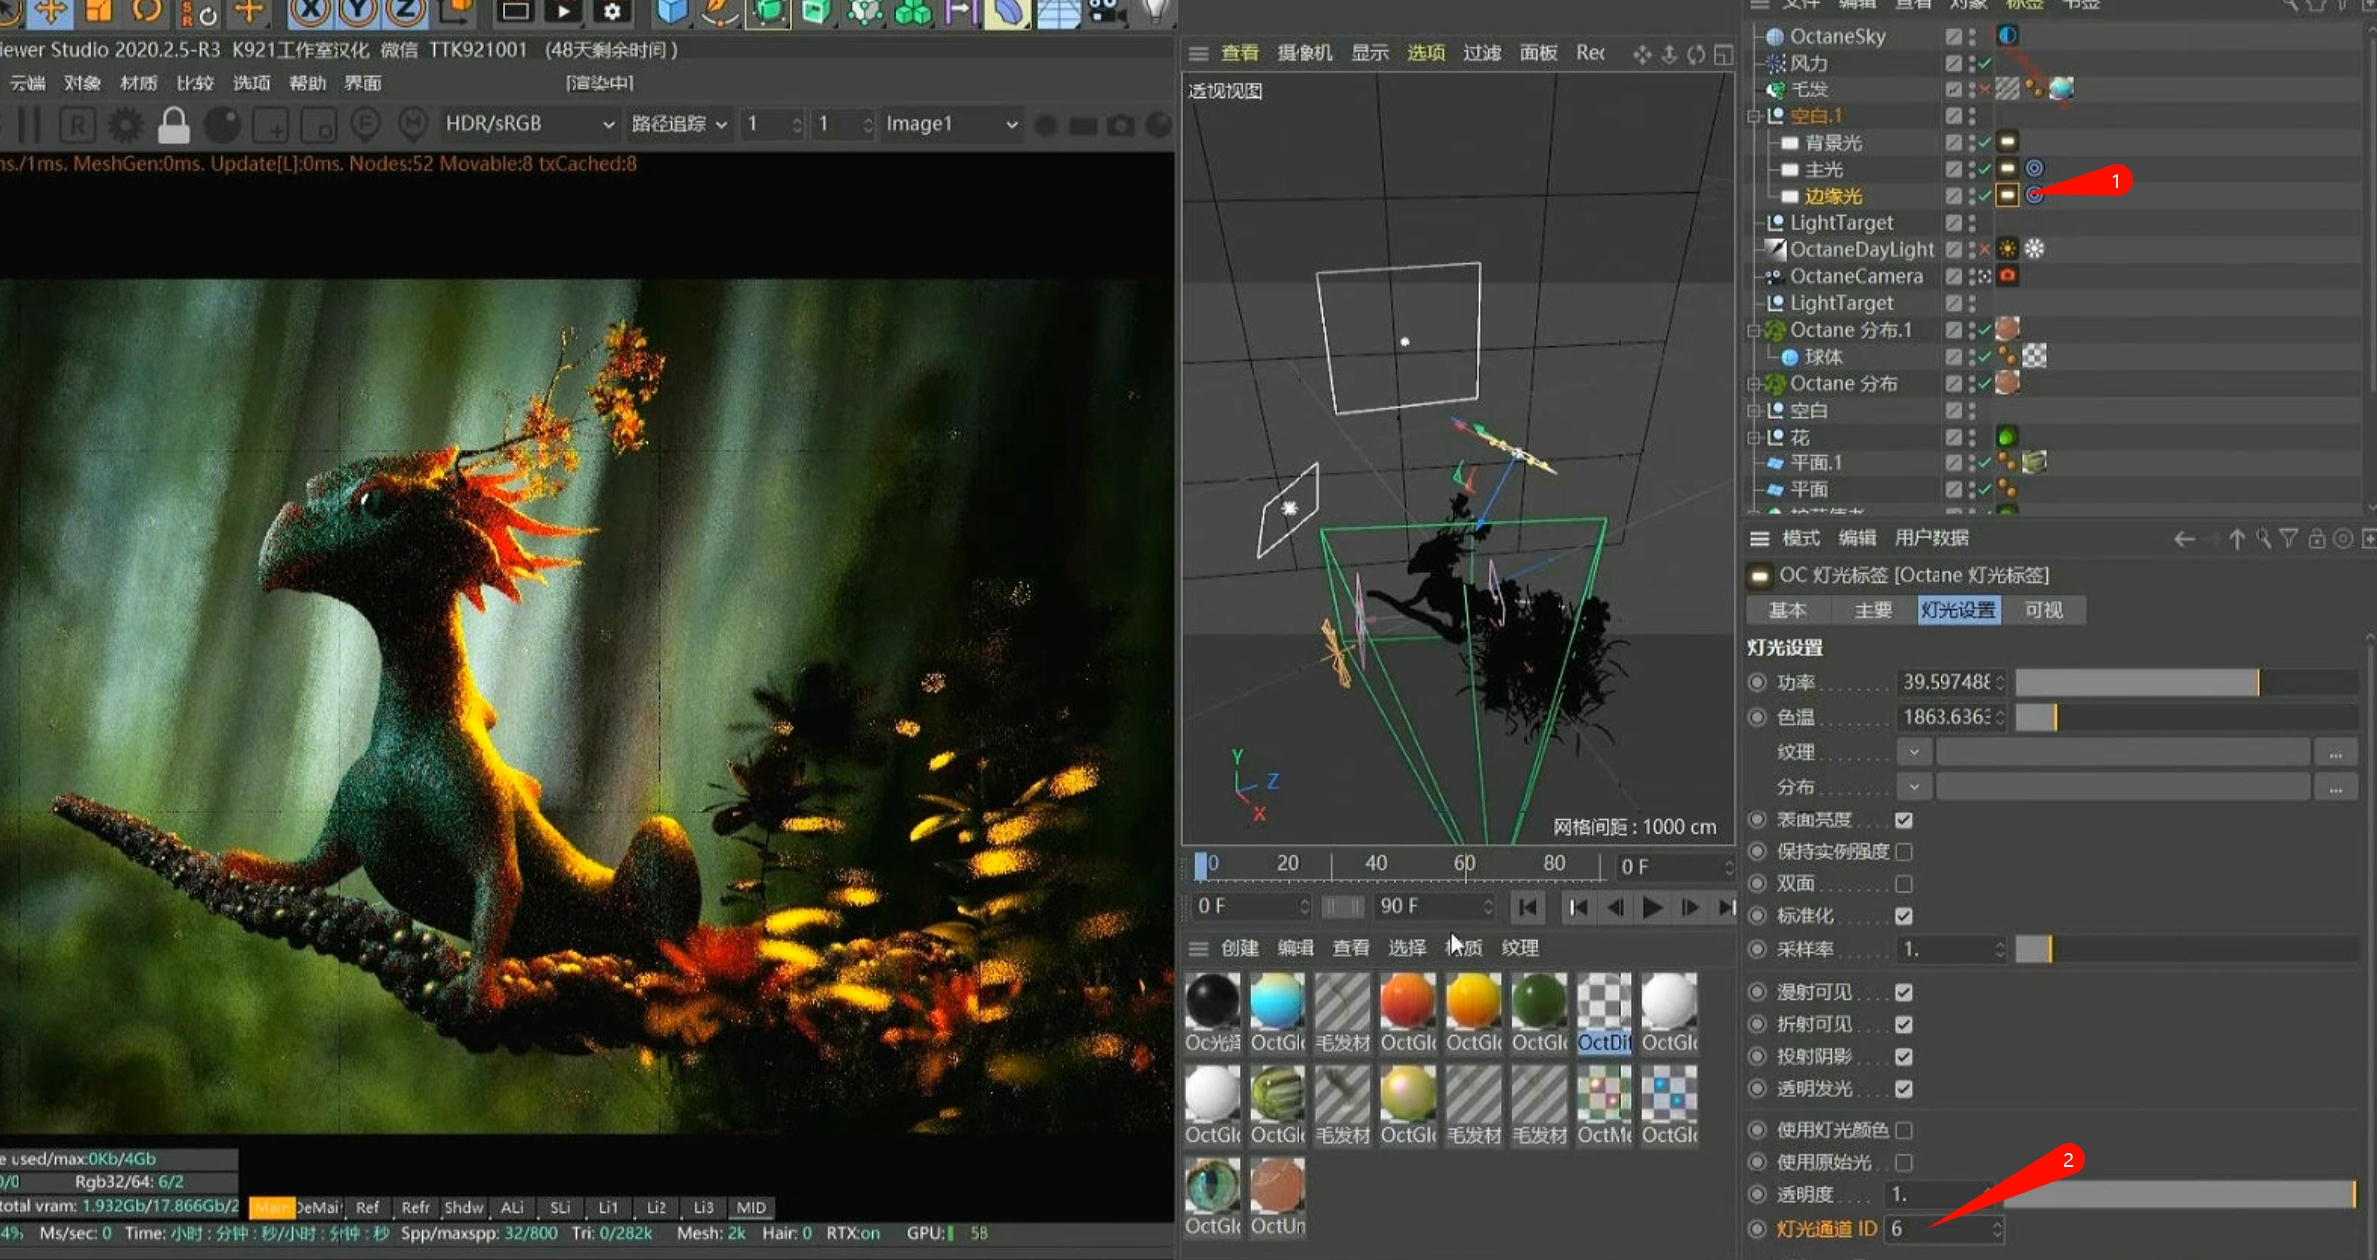 iewer Studio 2020.2.5-R3 K921工作室汉化 微信 TTK921001 (48天剩余时间)
云端 对象 材质 比较 选项 帮助 界面 [渲染中]
HDR/sRGB 路径追踪 1 1 Image1
ns./1ms. MeshGen:0ms. Update[L]:0ms. Nodes:52 Movable:8 txCached:8
e used/max:0Kb/4Gb
0/0 Rgb32/64: 6/2
total vram: 1.932Gb/17.866Gb/2
Main DeMai Ref Refr Shdw ALi SLi Li1 Li2 Li3 MID
4% Ms/sec: 0 Time: 小时 : 分钟 : 秒/小时 : 分钟 : 秒 Spp/maxspp: 32/800 Tri: 0/282k Mesh: 2k Hair: 0 RTX:on GPU: 58
X Y Z
查看 摄像机 显示 选项 过滤 面板 Rec
透视视图
Y
Z
X
网格间距 : 1000 cm
0 20 40 60 80 0 F
0 F 90 F
创建 编辑 查看 选择 纹理
Oc光泽 OctGlo 毛发材 OctGlo OctGlo OctGlo OctDif OctGlo
OctGlo OctGlo 毛发材 OctGlo 毛发材 毛发材 OctMe OctGlo
OctGlo OctUn
文件 编辑 查看 对象 标签 书签
OctaneSky
风力
毛发
空白.1
背景光
主光
1
边缘光
LightTarget
OctaneDayLight
OctaneCamera
LightTarget
Octane 分布.1
球体
Octane 分布
空白
花
平面.1
平面
模式 编辑 用户数据
OC 灯光标签 [Octane 灯光标签]
基本 主要 灯光设置 可视
灯光设置
功率 39.597488
色温 1863.6363
纹理 ...
分布 ...
表面亮度
保持实例强度
双面
标准化
采样率 1.
漫射可见
折射可见
投射阴影
透明发光
使用灯光颜色
使用原始光
2
透明度 1.
灯光通道 ID 6